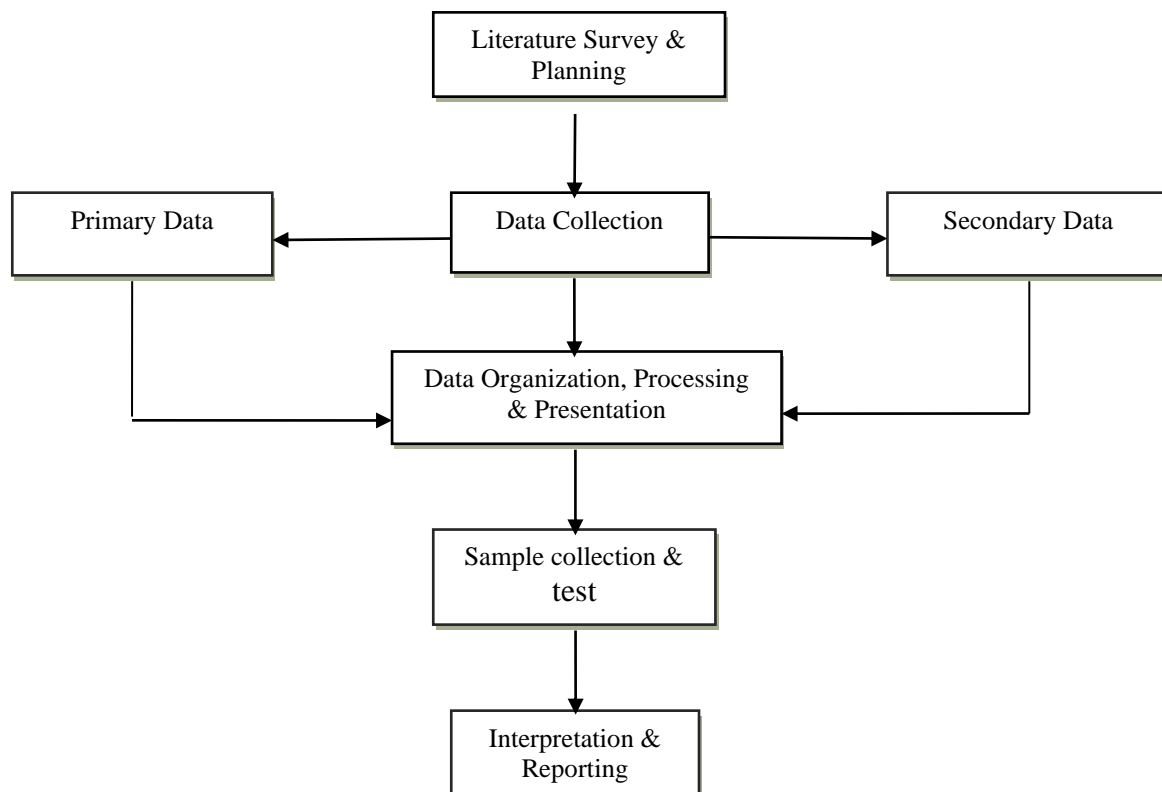 Literature Survey &
Planning
Primary Data
Data Collection
Secondary Data
Data Organization, Processing
& Presentation
Sample collection &
test
Interpretation &
Reporting